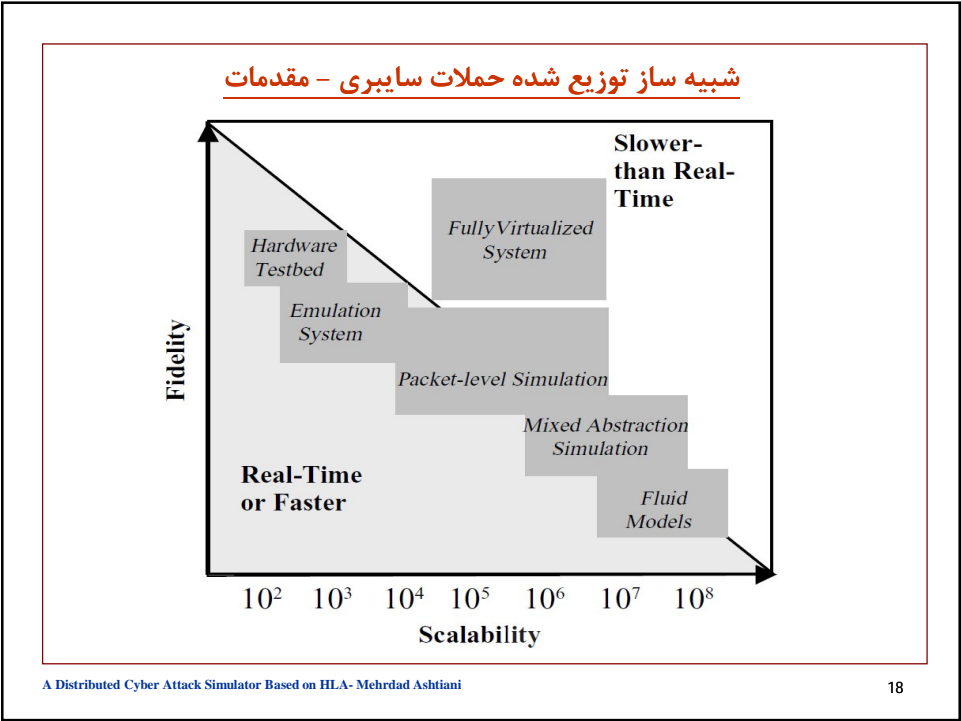 شبیه ساز توزیع شده حملات سایبری – مقدمات
Slower-
than Real-
Time
FullyVirtualized
System
Hardware
Testbed
Emulation
System
Packet-level Simulation
Mixed Abstraction
Simulation
Fluid
Models
Real-Time
or Faster
Fidelity
10² 10³ 10⁴ 10⁵ 10⁶ 10⁷ 10⁸
Scalability
A Distributed Cyber Attack Simulator Based on HLA- Mehrdad Ashtiani
18